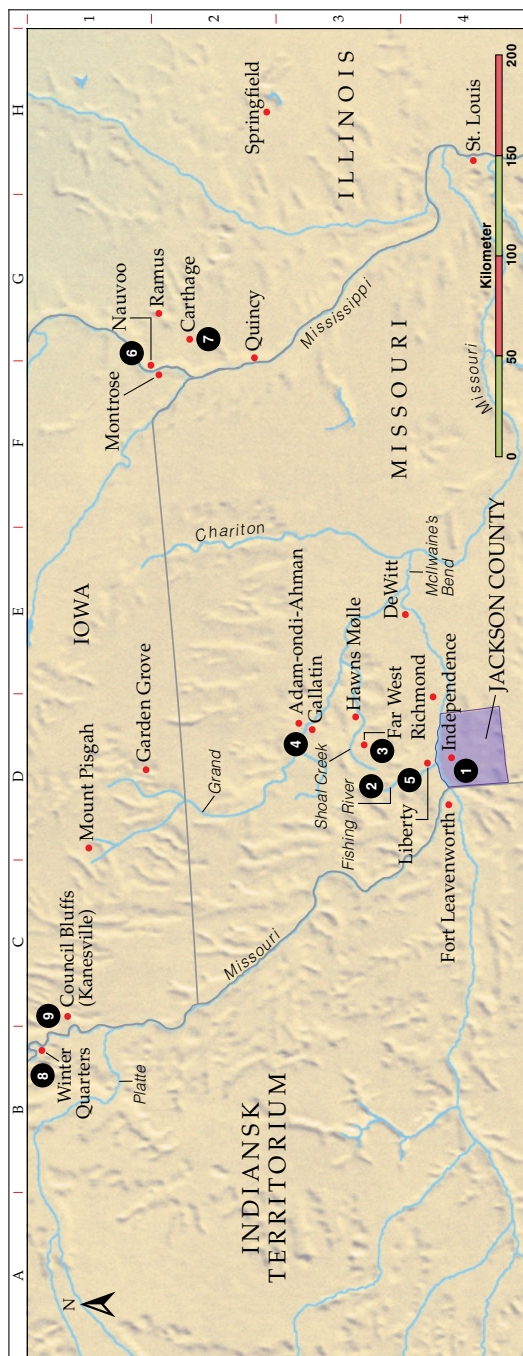 A
B
C
D
E
F
G
H
1
2
3
4
N
8
Winter
Quarters
9
Council Bluffs
(Kanesville)
Platte
Mount Pisgah
Garden Grove
IOWA
Grand
Missouri
INDIANSK
TERRITORIUM
Chariton
4
Adam-ondi-Ahman
Gallatin
Shoal Creek
Hawns Mølle
Fishing River
2
3
Far West
5
Liberty
Richmond
DeWitt
McIlwaine's
Bend
Fort Leavenworth
1
Independence
JACKSON COUNTY
6
Nauvoo
Montrose
Ramus
Carthage
7
Quincy
Mississippi
MISSOURI
Missouri
Springfield
ILLINOIS
St. Louis
Kilometer
0
50
100
150
200